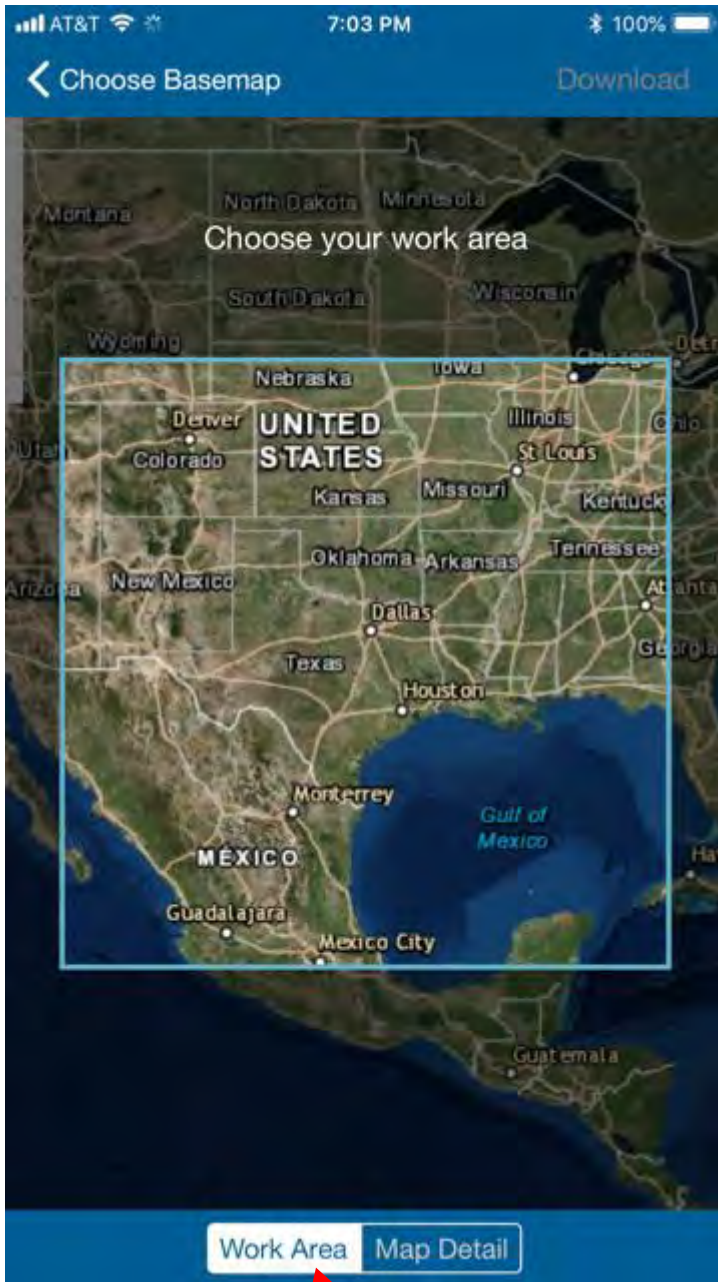 AT&T 7:03 PM 100%
Choose Basemap Download
Montana North Dakota Minnesota
Choose your work area
South Dakota Wisconsin
Wyoming Detr
Nebraska Iowa Chicago
Denver UNITED STATES Illinois Ohio
Utah Colorado St Louis
Kansas Missouri Kentuck
Oklahoma Arkansas Tennessee
Arizona New Mexico Atlanta
Dallas
Texas Georgia
Houston
Monterrey
Gulf of
Mexico
MÉXICO Ha
Guadalajara
Mexico City
Guatemala
Work Area Map Detail